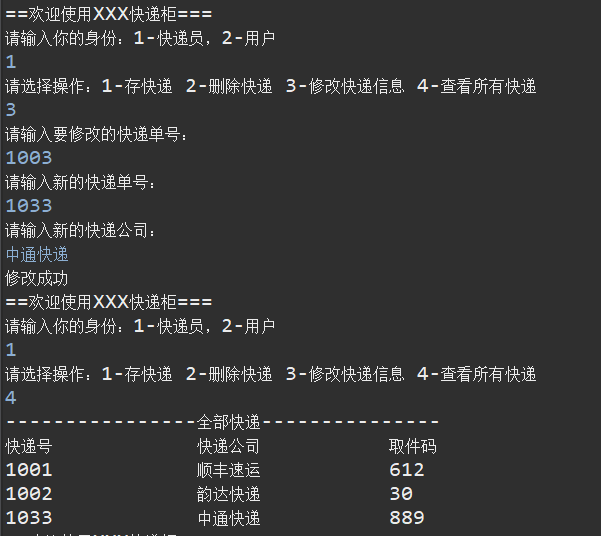 ==欢迎使用XXX快递柜===
请输入你的身份：1-快递员，2-用户
1
请选择操作：1-存快递 2-删除快递 3-修改快递信息 4-查看所有快递
3
请输入要修改的快递单号：
1003
请输入新的快递单号：
1033
请输入新的快递公司：
中通快递
修改成功
==欢迎使用XXX快递柜===
请输入你的身份：1-快递员，2-用户
1
请选择操作：1-存快递 2-删除快递 3-修改快递信息 4-查看所有快递
4
----------------全部快递---------------
快递号 快递公司 取件码
1001 顺丰速运 612
1002 韵达快递 30
1033 中通快递 889